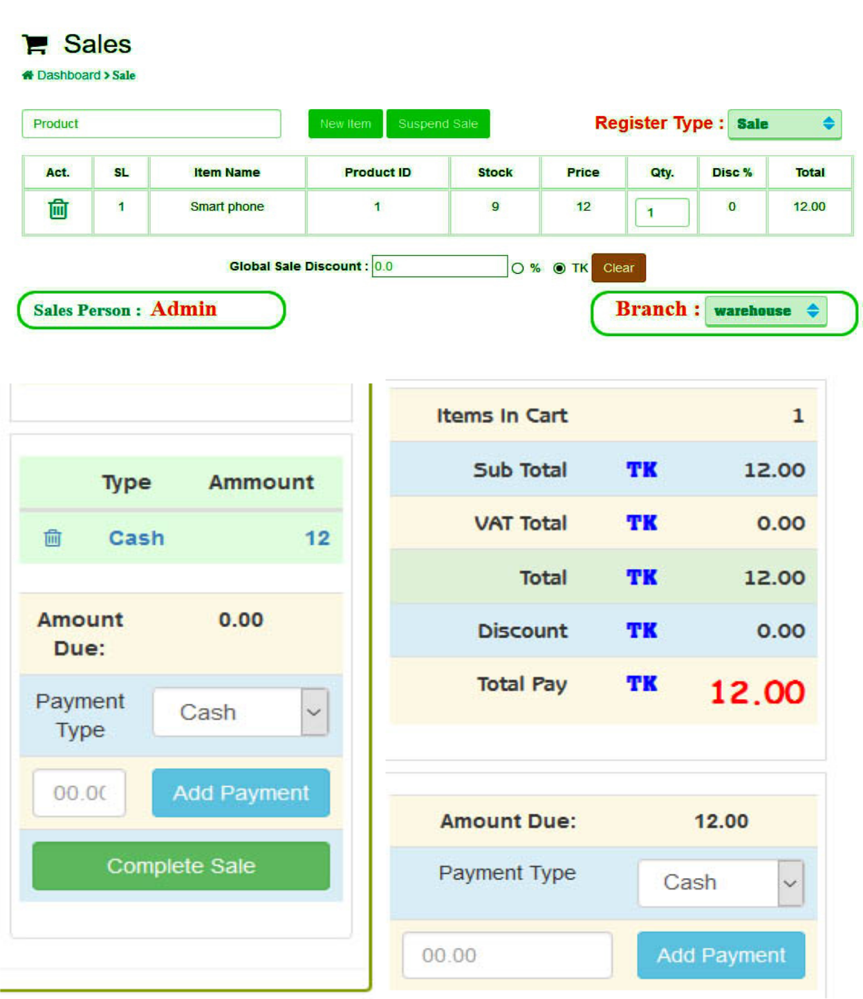 Sales
Dashboard > Sale
Product New Item Suspend Sale Register Type : Sale
Act. SL Item Name Product ID Stock Price Qty. Disc % Total
1 Smart phone 1 9 12 1 0 12.00
Global Sale Discount : 0.0 % TK Clear
Sales Person : Admin Branch : warehouse
Type Ammount
Cash 12
Amount Due: 0.00
Payment Type Cash
00.00 Add Payment
Complete Sale
Items In Cart 1
Sub Total TK 12.00
VAT Total TK 0.00
Total TK 12.00
Discount TK 0.00
Total Pay TK 12.00
Amount Due: 12.00
Payment Type Cash
00.00 Add Payment